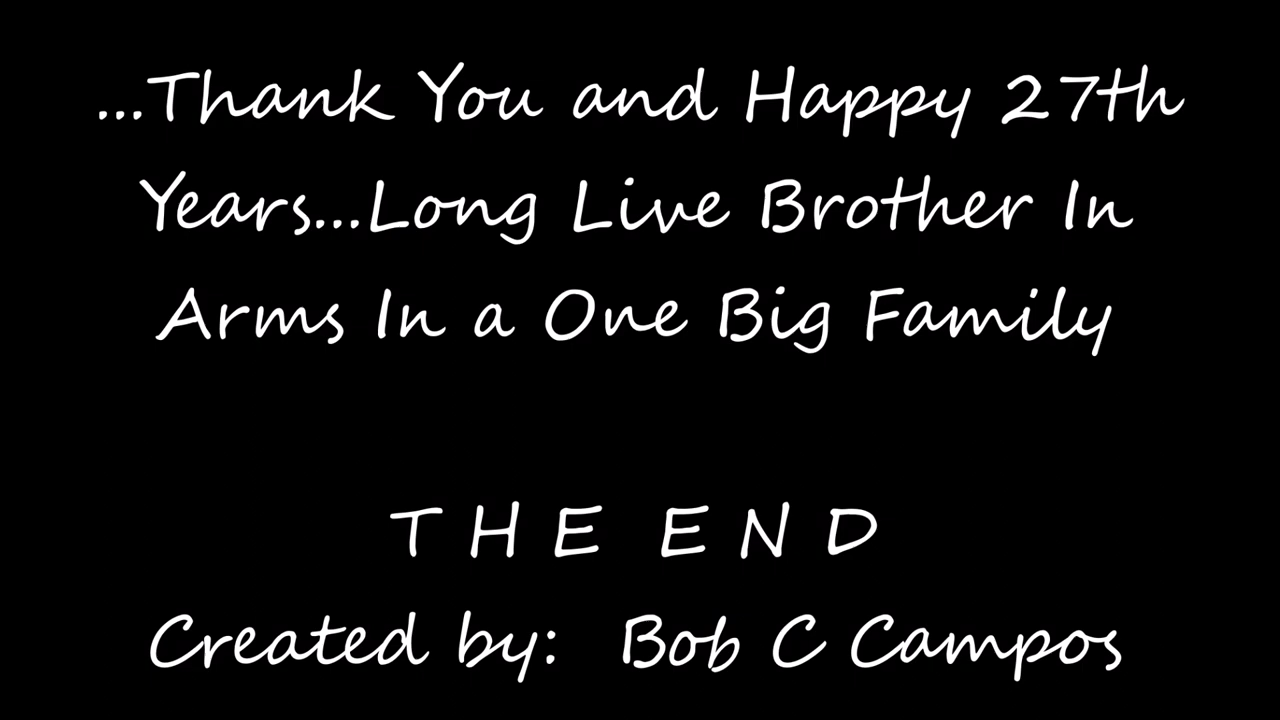 ...Thank You and Happy 27th
Years...Long Live Brother In
Arms In a One Big Family
T H E  E N D
Created by:  Bob C Campos